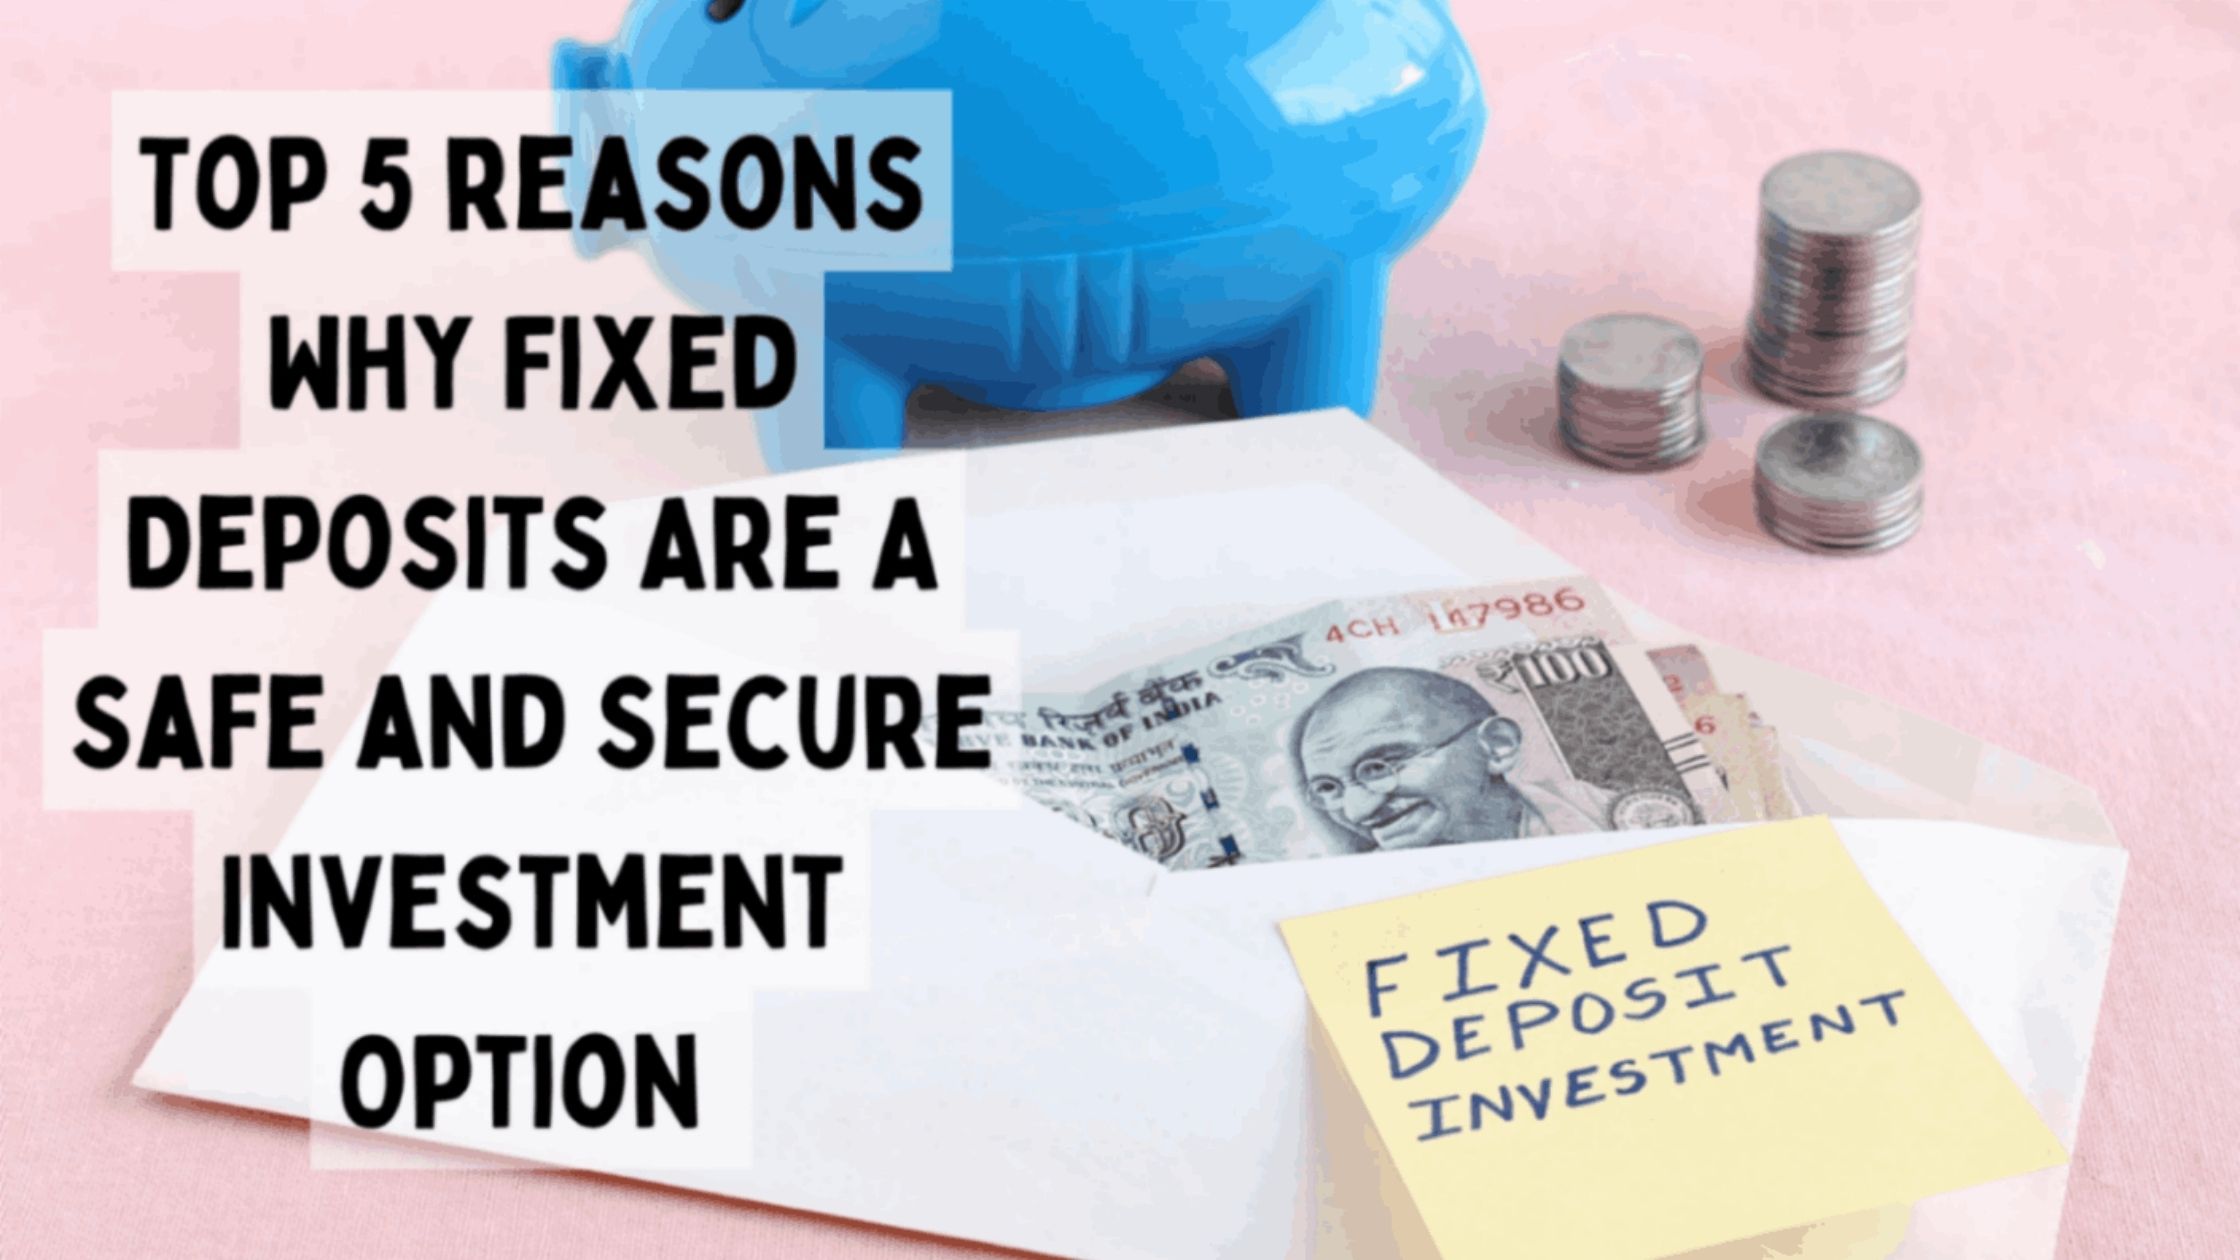 TOP 5 REASONS
WHY FIXED
DEPOSITS ARE A
SAFE AND SECURE
INVESTMENT
OPTION
4CH 147986
₹100
रिज़र्व बैंक
BANK OF INDIA
6
FIXED
DEPOSIT
INVESTMENT